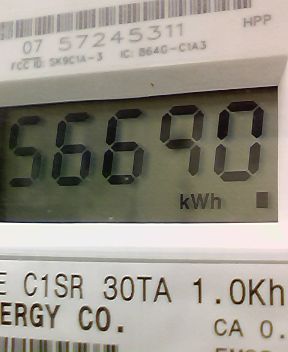 HPP
07 57245311
FCC ID: SK9C1A-3 IC: 864G-C1A3
56690
kWh
E C1SR 30TA 1.0Kh
ERGY CO.
CA 0.